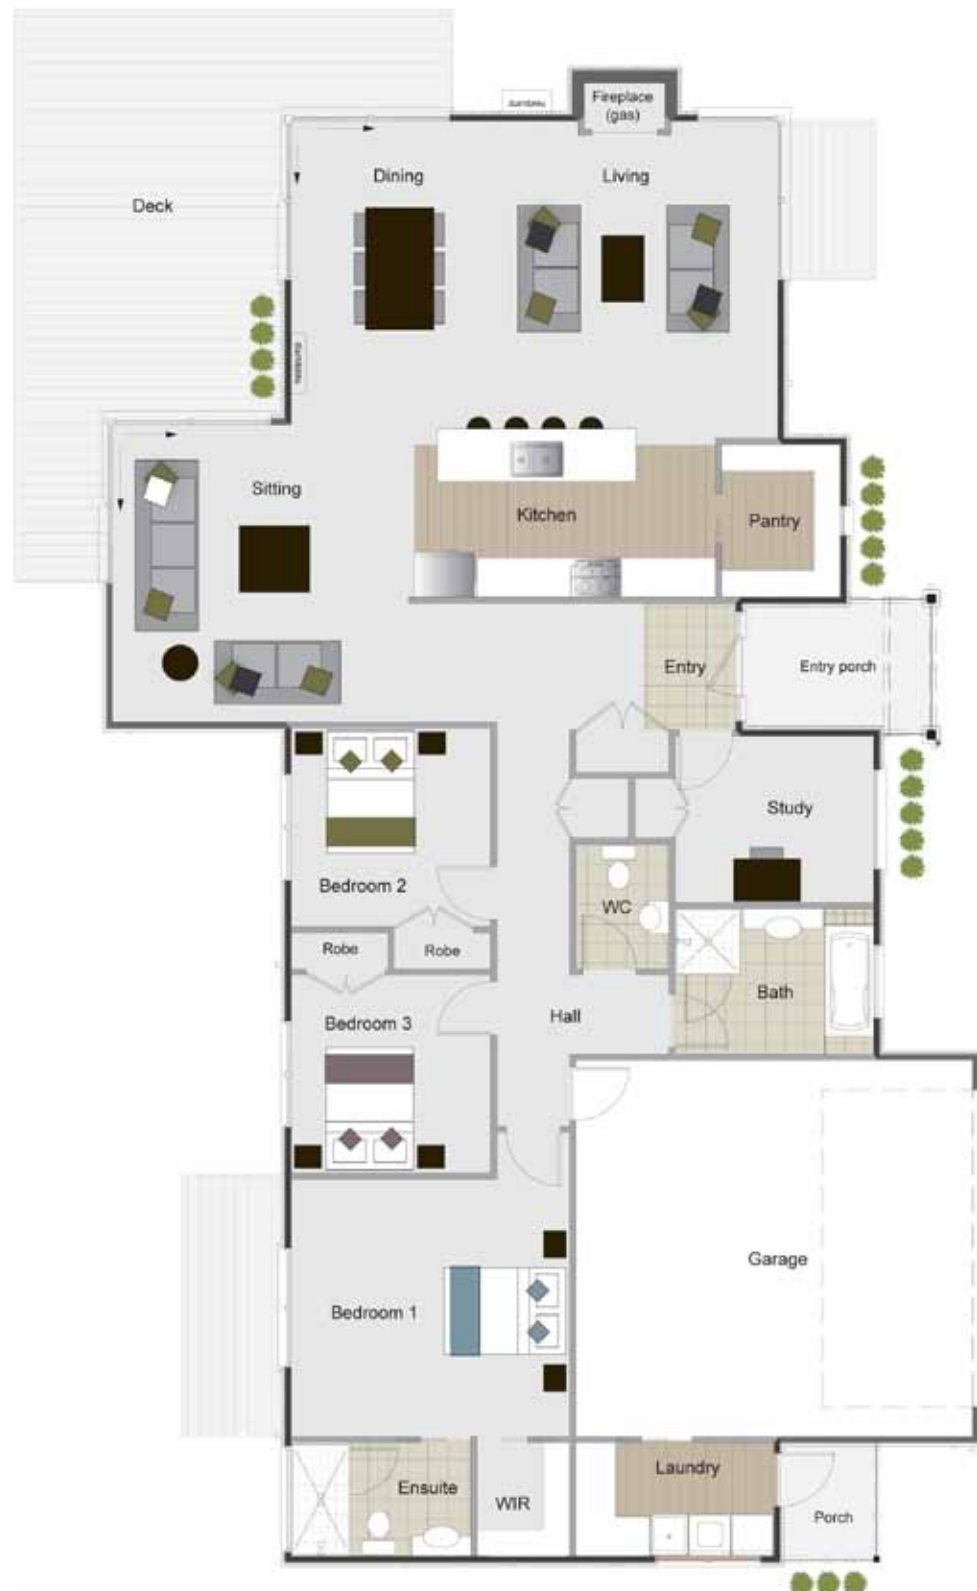 Fireplace
(gas)
Dining
Living
Deck
Sitting
Kitchen
Pantry
Entry
Entry porch
Study
Bedroom 2
WC
Robe
Robe
Bath
Hall
Bedroom 3
Garage
Bedroom 1
Laundry
Ensuite
WIR
Porch